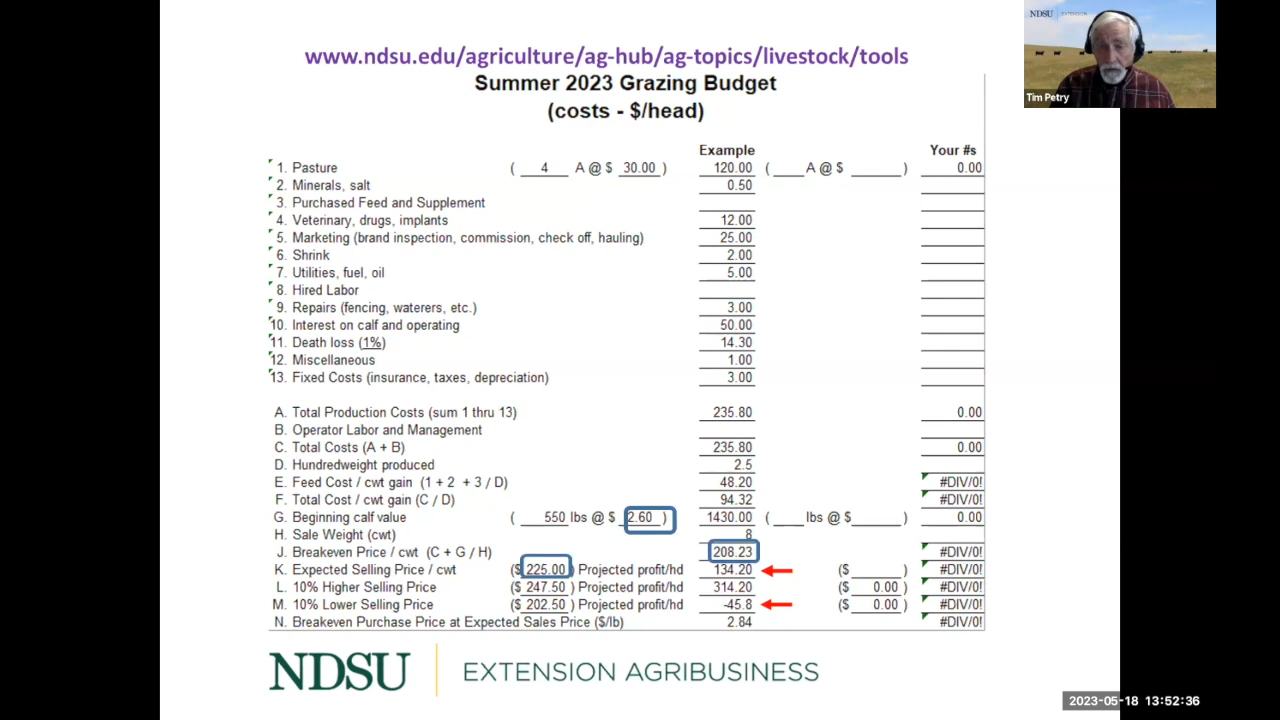 www.ndsu.edu/agriculture/ag-hub/ag-topics/livestock/tools
NDSU EXTENSION
Tim Petry
Summer 2023 Grazing Budget
(costs - $/head)
Example Your #s
1. Pasture ( 4 A @ $ 30.00 ) 120.00 ( ____ A @ $ ______ ) 0.00
2. Minerals, salt 0.50
3. Purchased Feed and Supplement
4. Veterinary, drugs, implants 12.00
5. Marketing (brand inspection, commission, check off, hauling) 25.00
6. Shrink 2.00
7. Utilities, fuel, oil 5.00
8. Hired Labor
9. Repairs (fencing, waterers, etc.) 3.00
10. Interest on calf and operating 50.00
11. Death loss (1%) 14.30
12. Miscellaneous 1.00
13. Fixed Costs (insurance, taxes, depreciation) 3.00
A. Total Production Costs (sum 1 thru 13) 235.80 0.00
B. Operator Labor and Management
C. Total Costs (A + B) 235.80 0.00
D. Hundredweight produced 2.5
E. Feed Cost / cwt gain (1 + 2 + 3 / D) 48.20 #DIV/0!
F. Total Cost / cwt gain (C / D) 94.32 #DIV/0!
G. Beginning calf value ( 550 lbs @ $ 2.60 ) 1430.00 ( ____ lbs @ $ ______ ) 0.00
H. Sale Weight (cwt) 8
J. Breakeven Price / cwt (C + G / H) 208.23 #DIV/0!
K. Expected Selling Price / cwt ($ 225.00 ) Projected profit/hd 134.20 ($ ______ ) #DIV/0!
L. 10% Higher Selling Price ($ 247.50 ) Projected profit/hd 314.20 ($ 0.00 ) #DIV/0!
M. 10% Lower Selling Price ($ 202.50 ) Projected profit/hd -45.8 ($ 0.00 ) #DIV/0!
N. Breakeven Purchase Price at Expected Sales Price ($/lb) 2.84 #DIV/0!
NDSU EXTENSION AGRIBUSINESS
2023-05-18 13:52:36